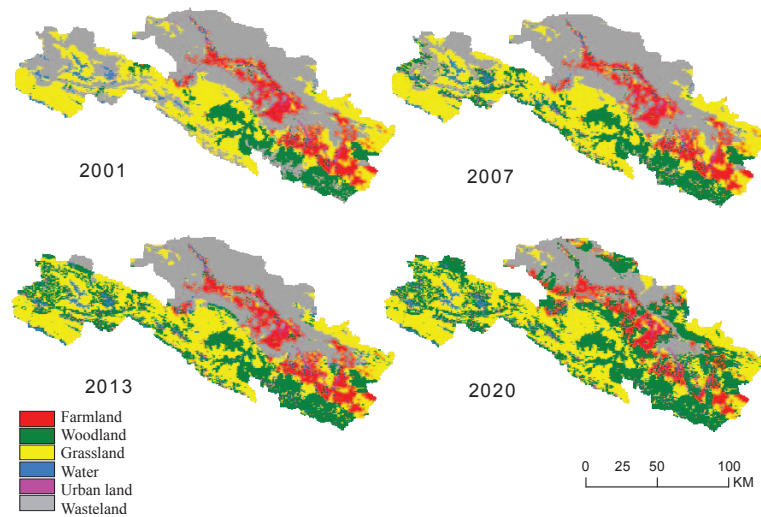 2001
2007
2013
2020
Farmland
Woodland
Grassland
Water
Urban land
Wasteland
0 25 50 100
KM